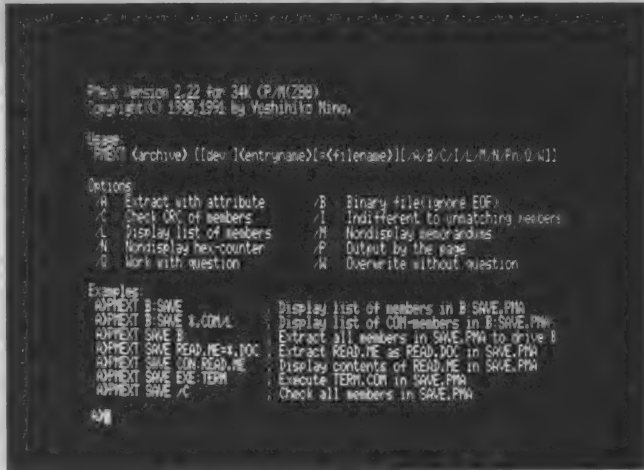 PMext Version 2.22 for 34K CP/M(Z80)
Copyright(C) 1990,1991 by Yoshihiko Mino.
Usage
PMEXT <archive> [[dev:]<entryname>[=<filename>][/A/B/C/I/L/M/N/Pn/Q/W]]
Options
/A Extract with attribute /B Binary file(ignore EOF)
/C Check CRC of members /I Indifferent to unmatching members
/L Display list of members /M Nondisplay memorandums
/N Nondisplay hex-counter /P Output by the page
/Q Work with question /W Overwrite without question
Examples
A>PMEXT B:SAVE ; Display list of members in B:SAVE.PMA
A>PMEXT B:SAVE *.COM/L ; Display list of COM-members in B:SAVE.PMA
A>PMEXT SAVE B: ; Extract all members in SAVE.PMA to drive B
A>PMEXT SAVE READ.ME=*.DOC ; Extract READ.ME as READ.DOC in SAVE.PMA
A>PMEXT SAVE CON:READ.ME ; Display contents of READ.ME in SAVE.PMA
A>PMEXT SAVE EXE:TERM ; Execute TERM.COM in SAVE.PMA
A>PMEXT SAVE /C ; Check all members in SAVE.PMA
A>